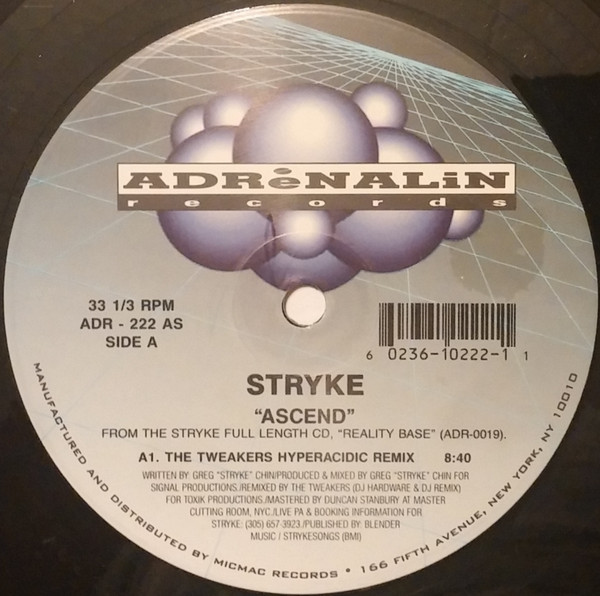 ADRéNALiN
records
33 1/3 RPM
ADR - 222 AS
SIDE A
6 0236-10222-1 1
STRYKE
"ASCEND"
FROM THE STRYKE FULL LENGTH CD, "REALITY BASE" (ADR-0019).
A1. THE TWEAKERS HYPERACIDIC REMIX 8:40
WRITTEN BY: GREG "STRYKE" CHIN/PRODUCED & MIXED BY GREG "STRYKE" CHIN FOR
SIGNAL PRODUCTIONS./REMIXED BY THE TWEAKERS (DJ HARDWARE & DJ REMIX)
FOR TOXIK PRODUCTIONS./MASTERED BY DUNCAN STANBURY AT MASTER
CUTTING ROOM, NYC./LIVE PA & BOOKING INFORMATION FOR
STRYKE: (305) 657-3923 /PUBLISHED BY: BLENDER
MUSIC / STRYKESONGS (BMI)
MANUFACTURED AND DISTRIBUTED BY MICMAC RECORDS • 166 FIFTH AVENUE, NEW YORK, NY 10010